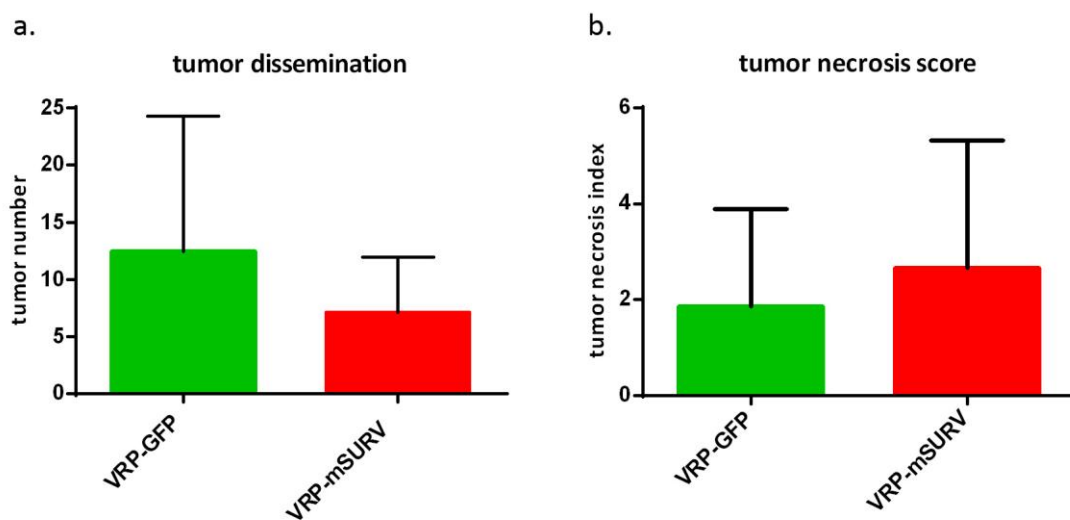 a.
tumor dissemination
25
20
15
10
5
0
tumor number
VRP-GFP
VRP-mSURV
b.
tumor necrosis score
6
4
2
0
tumor necrosis index
VRP-GFP
VRP-mSURV